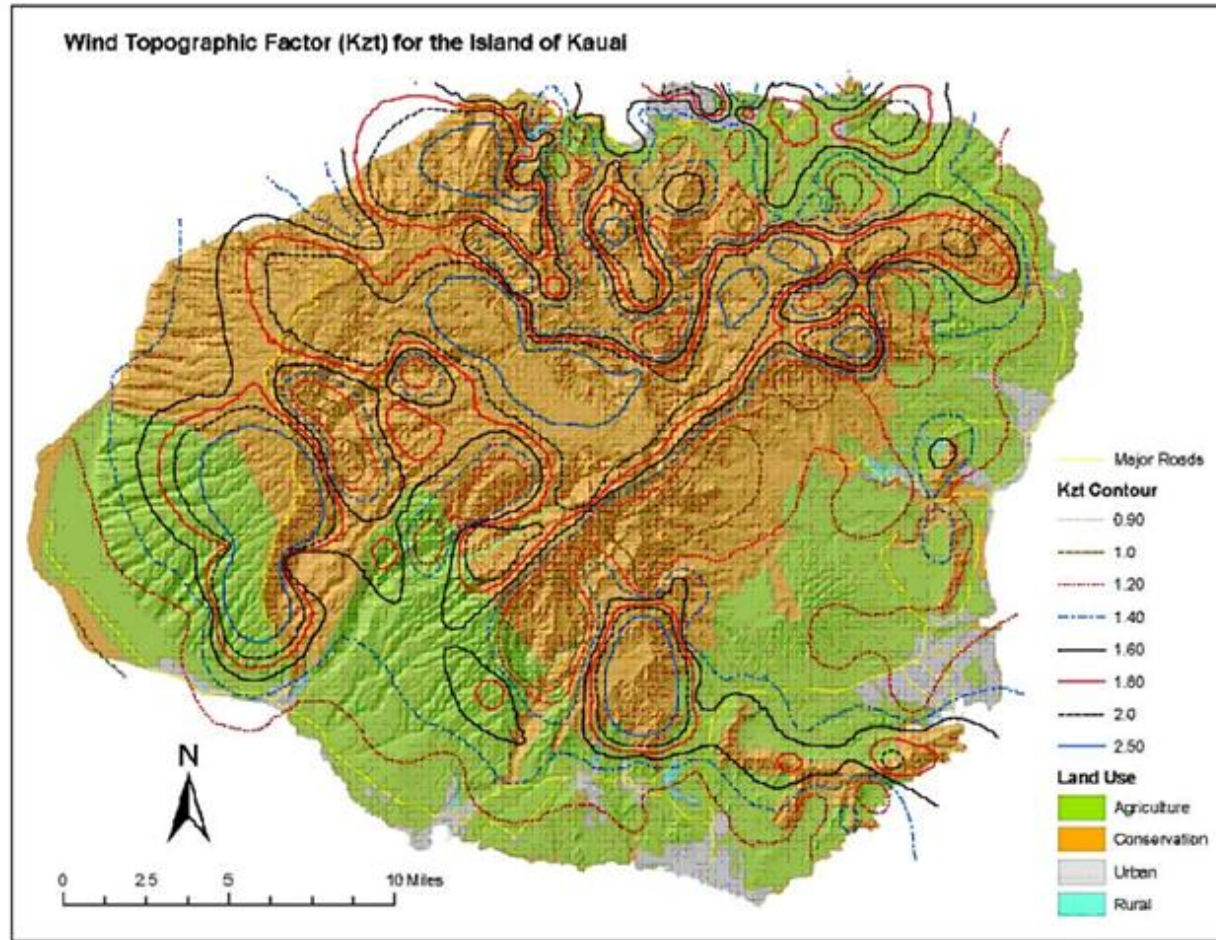 Wind Topographic Factor (Kzt) for the Island of Kauai
Major Roads
Kzt Contour
0.90
1.0
1.20
1.40
1.60
1.80
2.0
2.50
Land Use
Agriculture
Conservation
Urban
Rural
N
0 2.5 5 10 Miles